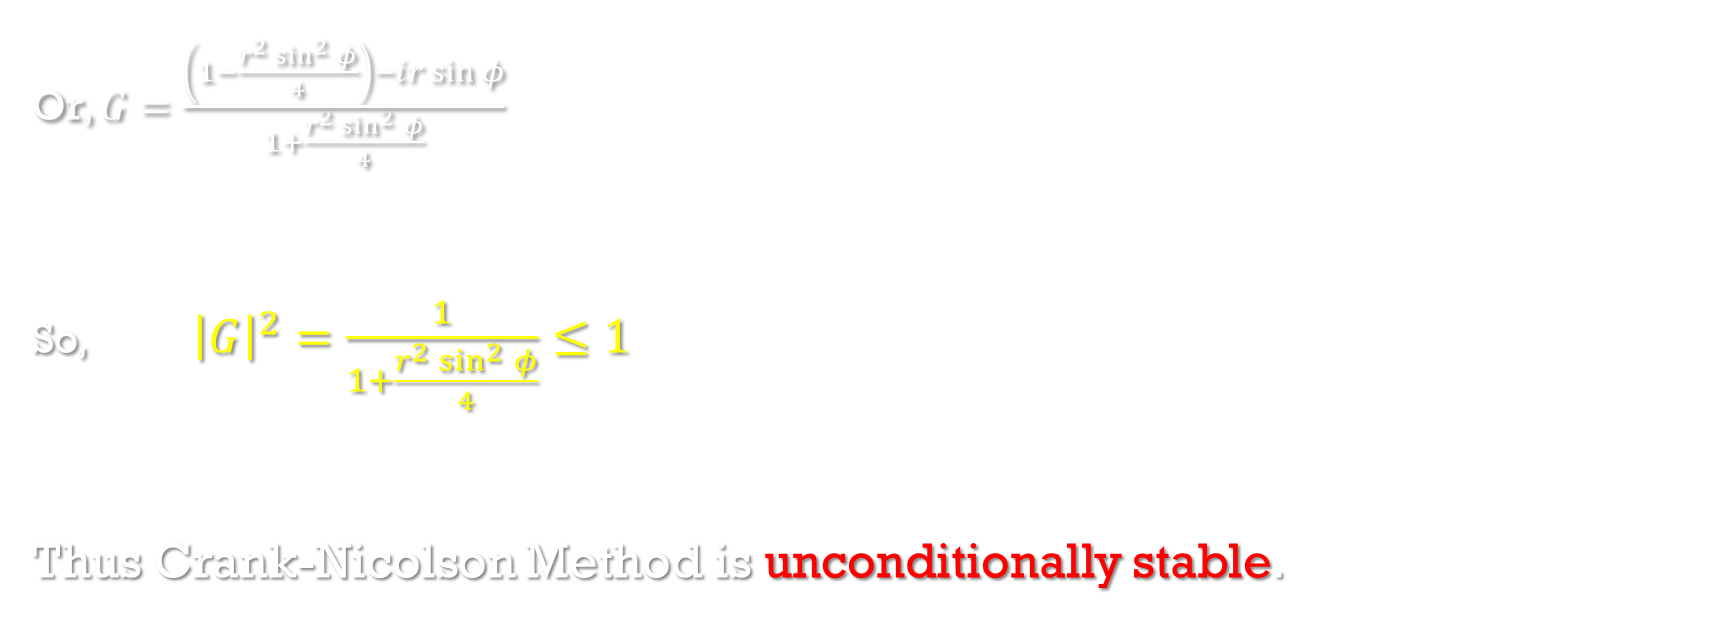 Or, G = ((1 − r² sin² ϕ / 4) − ir sin ϕ) / (1 + r² sin² ϕ / 4)
So, |G|² = 1 / (1 + r² sin² ϕ / 4) ≤ 1
Thus Crank-Nicolson Method is unconditionally stable.